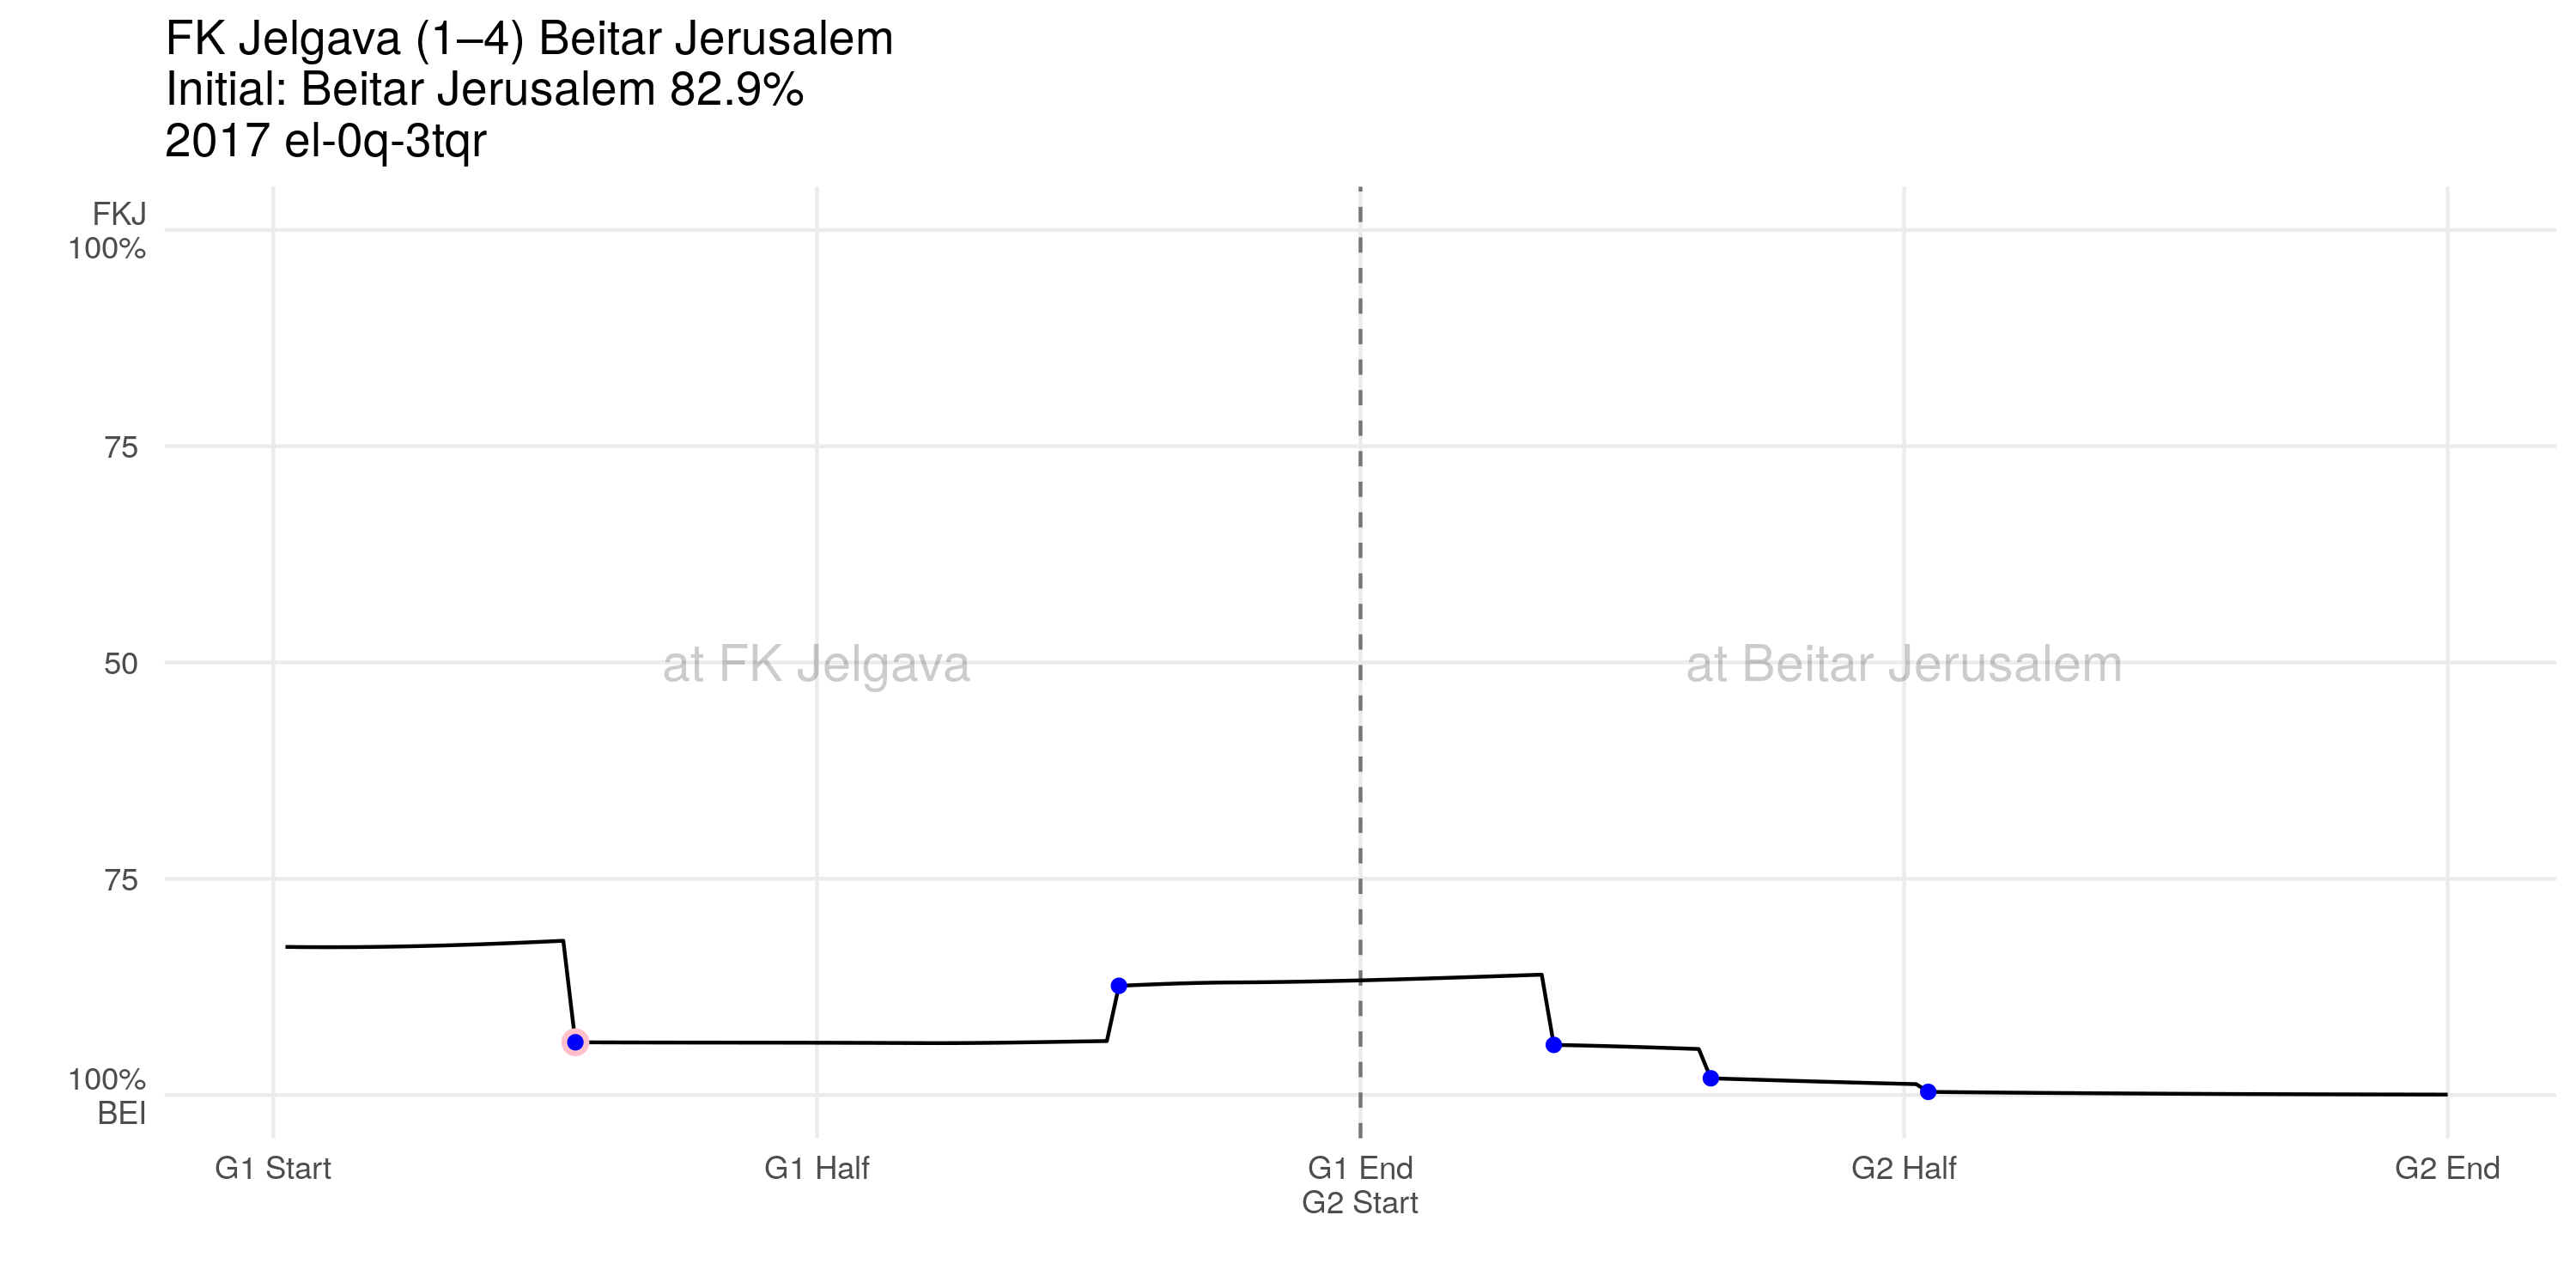 FK Jelgava (1–4) Beitar Jerusalem
Initial: Beitar Jerusalem 82.9%
2017 el-0q-3tqr
FKJ
100%
75
50
75
100%
BEI
at FK Jelgava
at Beitar Jerusalem
G1 Start
G1 Half
G1 End
G2 Start
G2 Half
G2 End